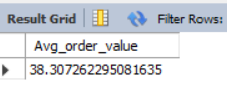 Result Grid Filter Rows:
Avg_order_value
38.307262295081635